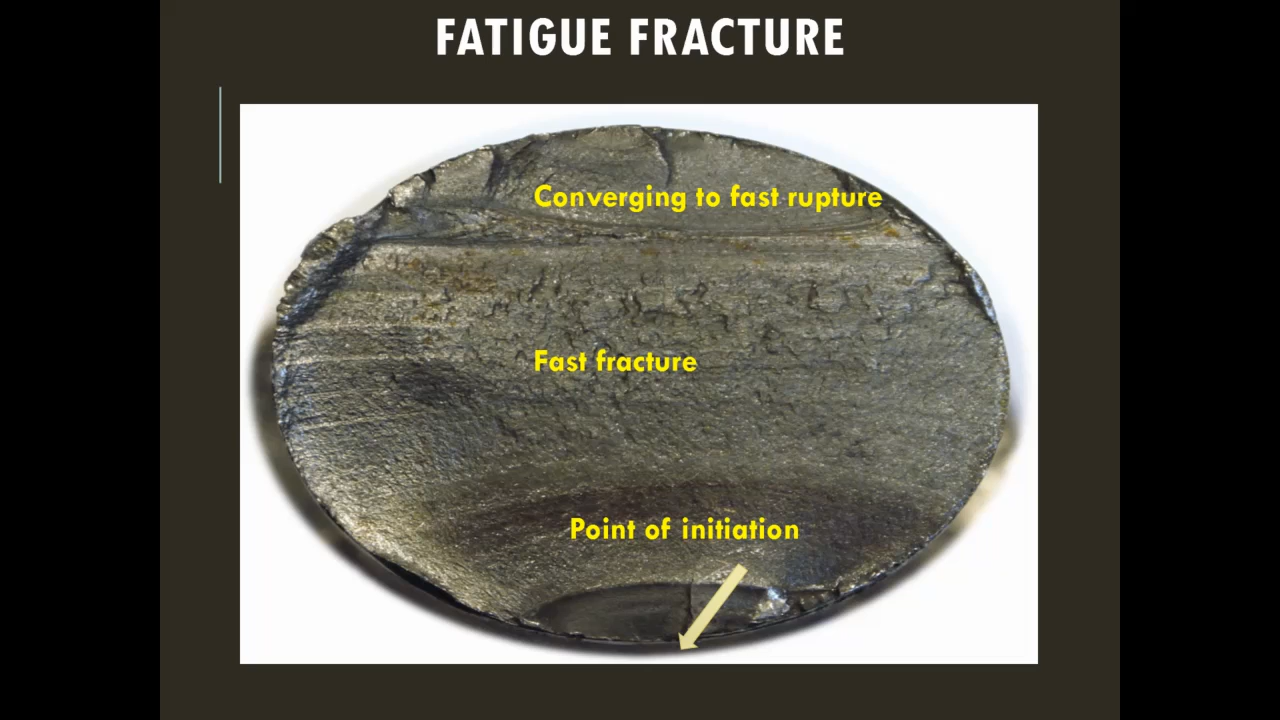 FATIGUE FRACTURE
Converging to fast rupture
Fast fracture
Point of initiation